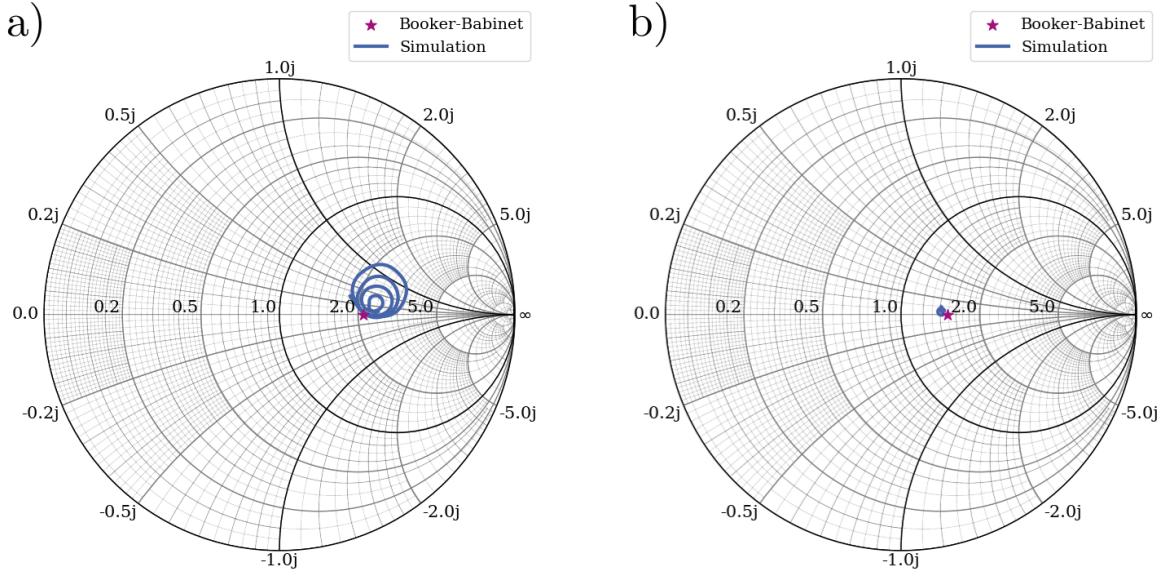 a)
Booker-Babinet
Simulation
1.0j
0.5j
2.0j
0.2j
5.0j
0.0
0.2
0.5
1.0
2.0
5.0
∞
-0.2j
-5.0j
-0.5j
-2.0j
-1.0j
b)
Booker-Babinet
Simulation
1.0j
0.5j
2.0j
0.2j
5.0j
0.0
0.2
0.5
1.0
2.0
5.0
∞
-0.2j
-5.0j
-0.5j
-2.0j
-1.0j